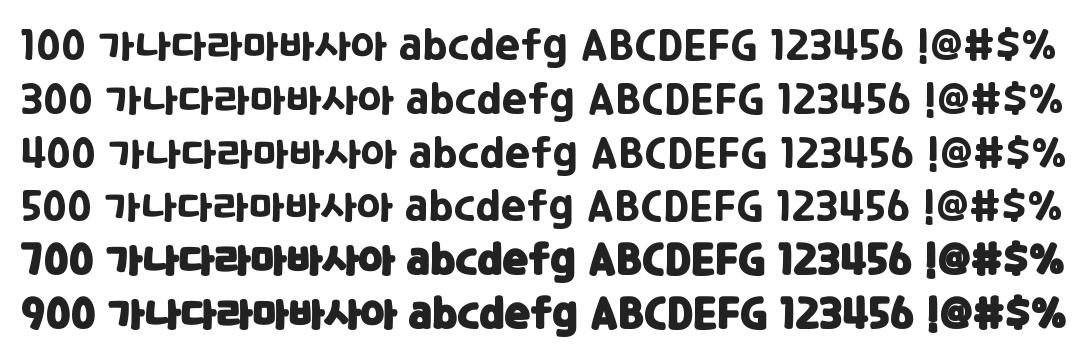 100 가나다라마바사아 abcdefg ABCDEFG 123456 !@#$%
300 가나다라마바사아 abcdefg ABCDEFG 123456 !@#$%
400 가나다라마바사아 abcdefg ABCDEFG 123456 !@#$%
500 가나다라마바사아 abcdefg ABCDEFG 123456 !@#$%
700 가나다라마바사아 abcdefg ABCDEFG 123456 !@#$%
900 가나다라마바사아 abcdefg ABCDEFG 123456 !@#$%